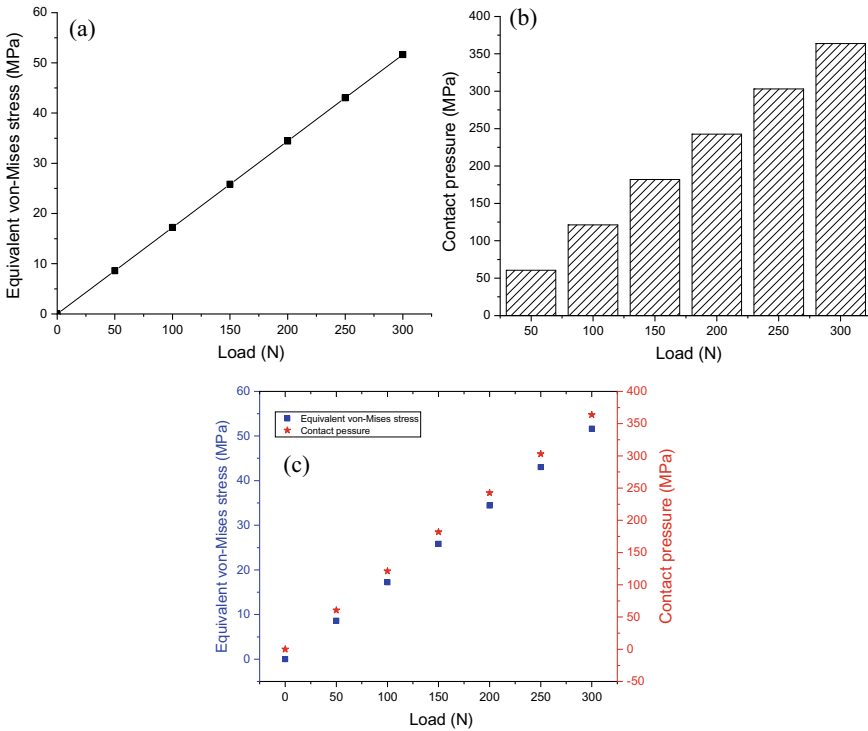 (a)
Equivalent von-Mises stress (MPa)
60
50
40
30
20
10
0
0 50 100 150 200 250 300
Load (N)
(b)
Contact pressure (MPa)
400
350
300
250
200
150
100
50
0
50 100 150 200 250 300
Load (N)
(c)
Equivalent von-Mises stress
Contact pessure
Equivalent von-Mises stress (MPa)
60
50
40
30
20
10
0
Contact pressure (MPa)
400
350
300
250
200
150
100
50
0
-50
0 50 100 150 200 250 300
Load (N)